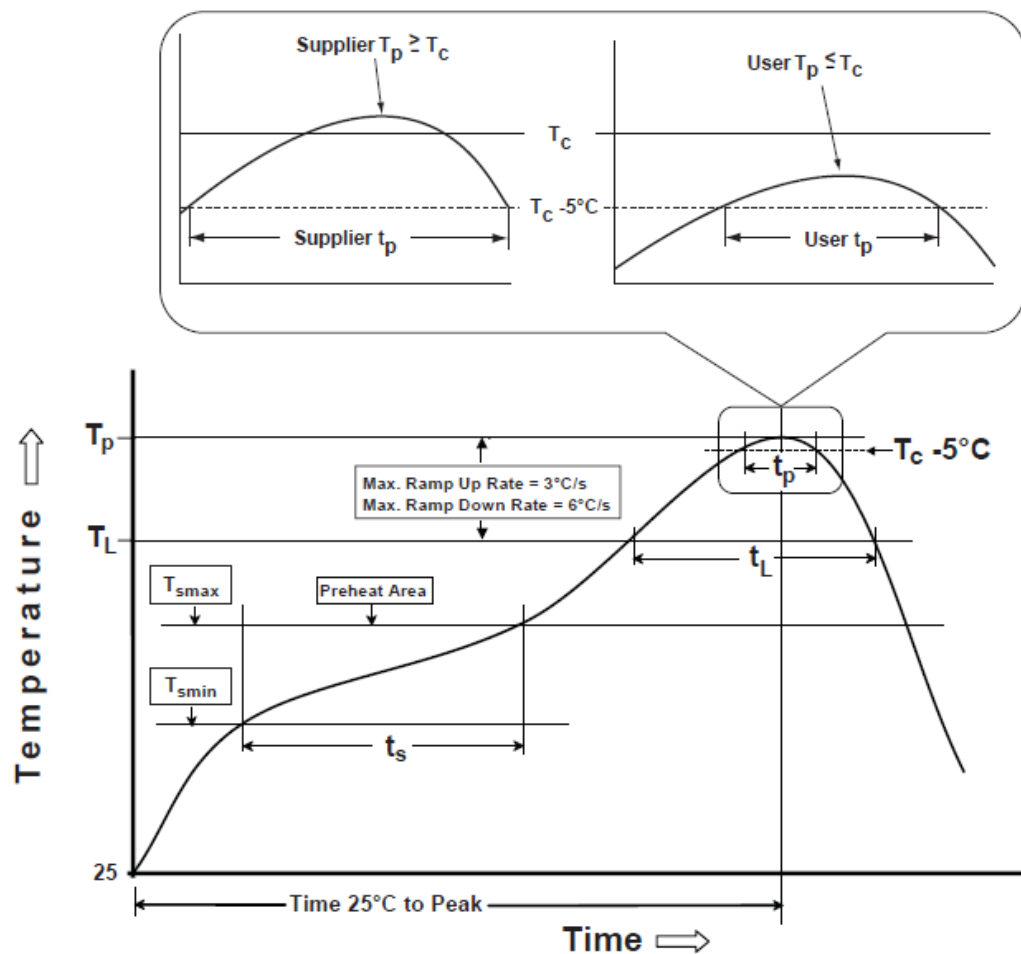 Supplier Tp ≥ Tc
User Tp ≤ Tc
Tc
Tc -5°C
Supplier tp
User tp
Tp
Tc -5°C
tp
Max. Ramp Up Rate = 3°C/s
Max. Ramp Down Rate = 6°C/s
TL
tL
Tsmax
Preheat Area
Tsmin
ts
Temperature
25
Time 25°C to Peak
Time